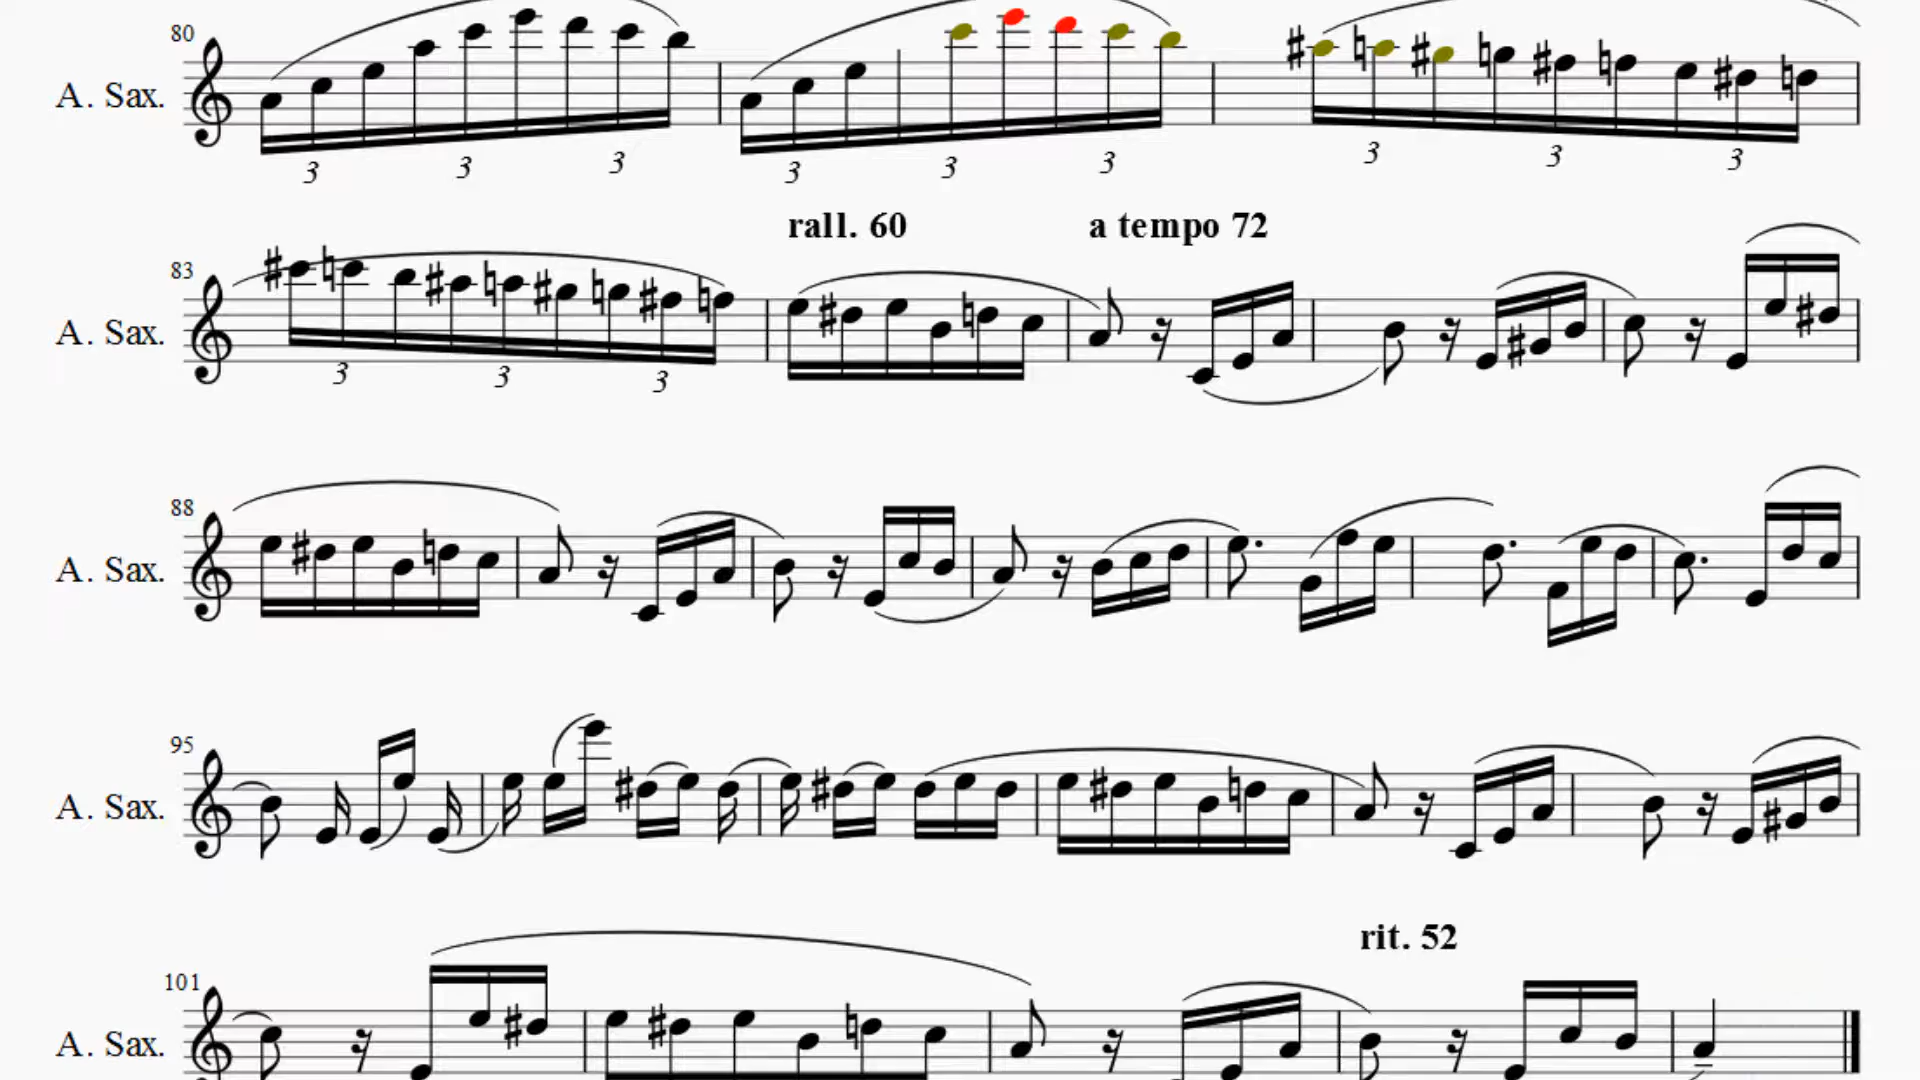 80
A. Sax.
3 3 3 3 3 3 3 3 3
rall. 60 a tempo 72
83
A. Sax.
3 3 3
88
A. Sax.
95
A. Sax.
rit. 52
101
A. Sax.